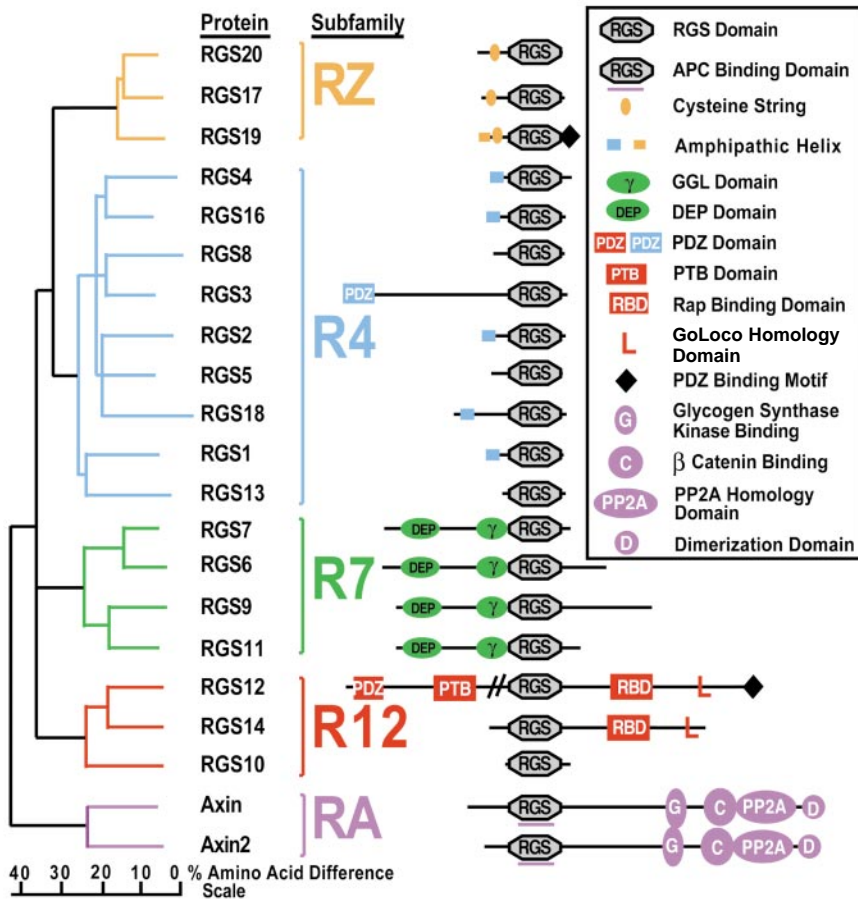 Protein Subfamily
RGS20 RGS
RGS17 RZ RGS
RGS19 RGS
RGS4 RGS
RGS16 RGS
RGS8 RGS
RGS3 PDZ RGS
RGS2 R4 RGS
RGS5 RGS
RGS18 RGS
RGS1 RGS
RGS13 RGS
RGS7 DEP γ RGS
RGS6 R7 DEP γ RGS
RGS9 DEP γ RGS
RGS11 DEP γ RGS
RGS12 PDZ PTB // RGS RBD L
RGS14 R12 RGS RBD L
RGS10 RGS
Axin RA RGS G C PP2A D
Axin2 RGS G C PP2A D
40 30 20 10 0 % Amino Acid Difference
Scale
RGS RGS Domain
RGS APC Binding Domain
Cysteine String
Amphipathic Helix
γ GGL Domain
DEP DEP Domain
PDZ PDZ PDZ Domain
PTB PTB Domain
RBD Rap Binding Domain
L GoLoco Homology
Domain
PDZ Binding Motif
G Glycogen Synthase
Kinase Binding
C β Catenin Binding
PP2A PP2A Homology
Domain
D Dimerization Domain